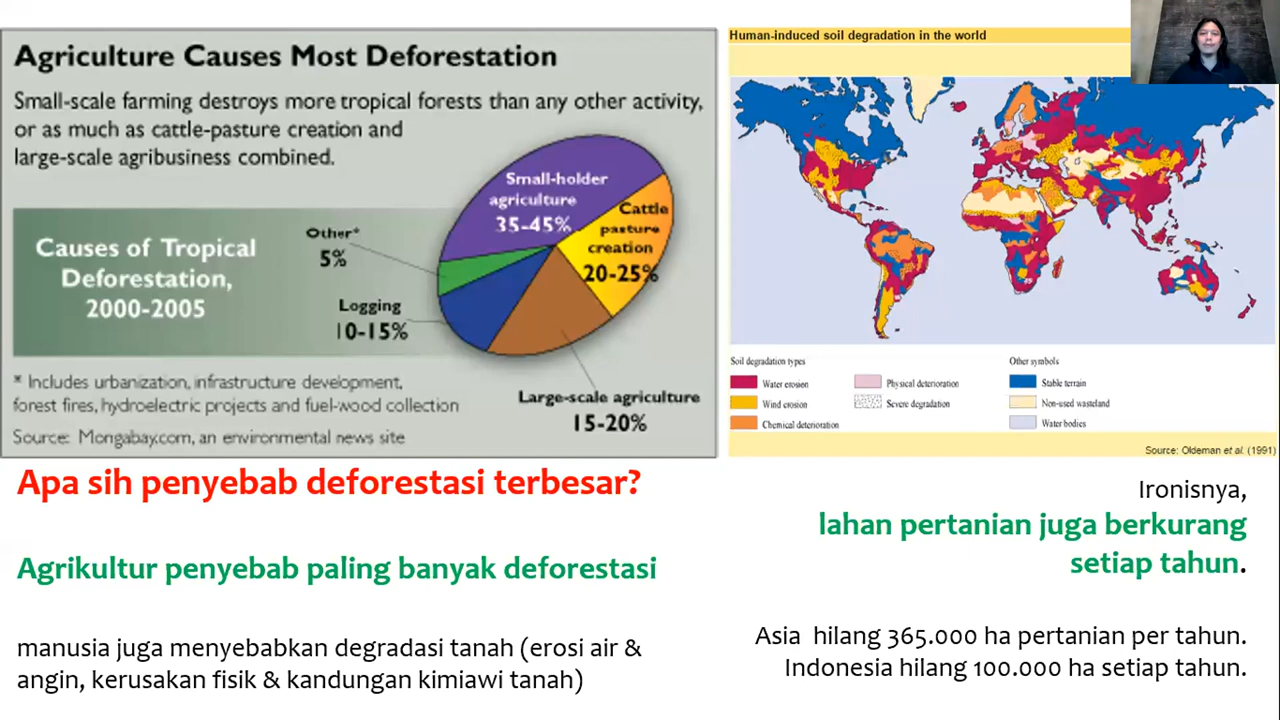 Agriculture Causes Most Deforestation
Small-scale farming destroys more tropical forests than any other activity,
or as much as cattle-pasture creation and
large-scale agribusiness combined.
Causes of Tropical
Deforestation,
2000-2005
Small-holder
agriculture
35-45%
Cattle
pasture
creation
20-25%
Other*
5%
Logging
10-15%
Large-scale agriculture
15-20%
* Includes urbanization, infrastructure development,
forest fires, hydroelectric projects and fuel-wood collection
Source: Mongabay.com, an environmental news site
Human-induced soil degradation in the world
Soil degradation types
Water erosion
Wind erosion
Chemical deterioration
Physical deterioration
Severe degradation
Other symbols
Stable terrain
Non-used wasteland
Water bodies
Source: Oldeman et al. (1991)
Apa sih penyebab deforestasi terbesar?
Agrikultur penyebab paling banyak deforestasi
manusia juga menyebabkan degradasi tanah (erosi air &
angin, kerusakan fisik & kandungan kimiawi tanah)
Ironisnya,
lahan pertanian juga berkurang
setiap tahun.
Asia hilang 365.000 ha pertanian per tahun.
Indonesia hilang 100.000 ha setiap tahun.